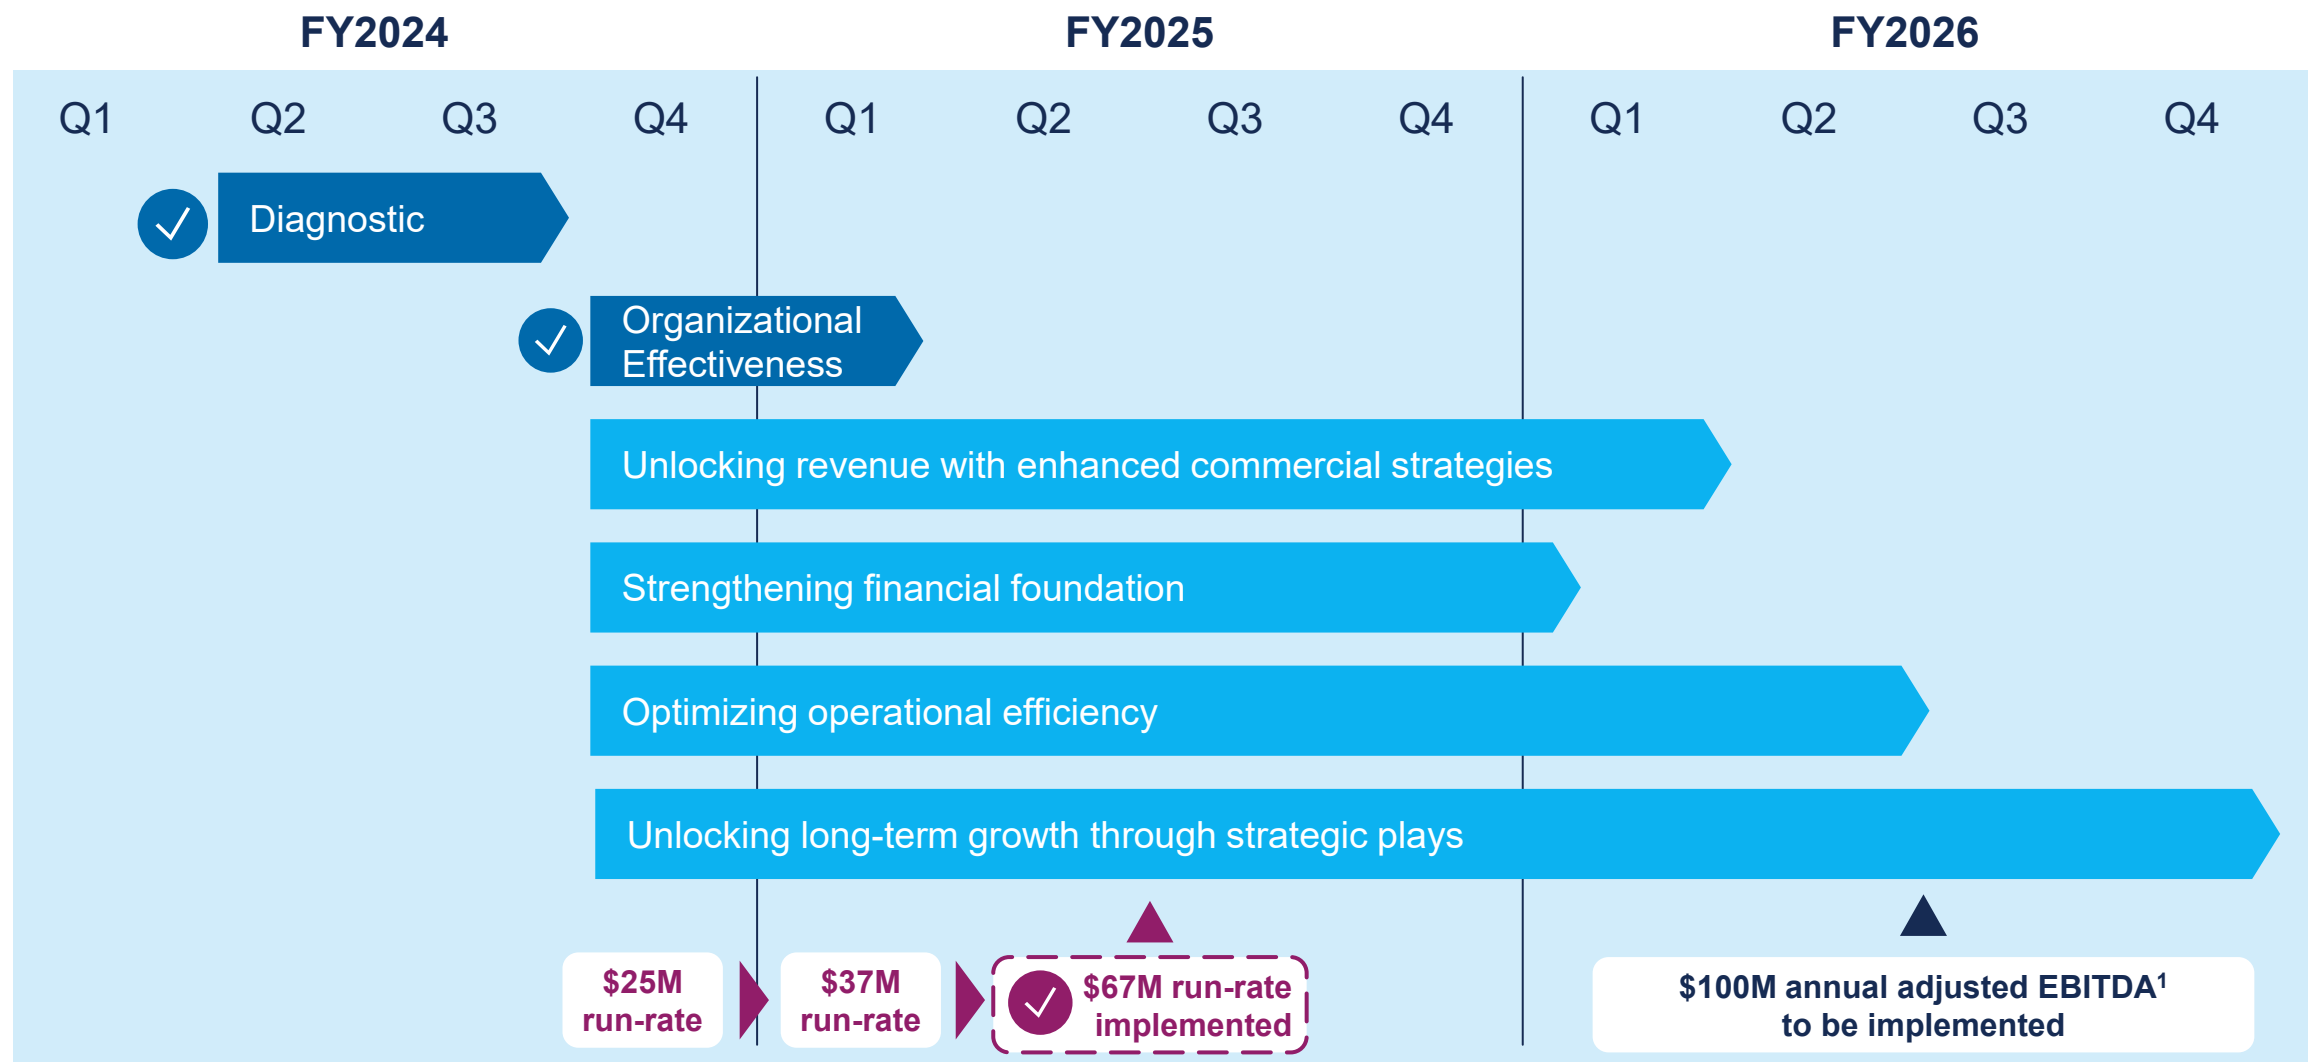 FY2024 FY2025 FY2026
Q1 Q2 Q3 Q4 Q1 Q2 Q3 Q4 Q1 Q2 Q3 Q4
Diagnostic
Organizational
Effectiveness
Unlocking revenue with enhanced commercial strategies
Strengthening financial foundation
Optimizing operational efficiency
Unlocking long-term growth through strategic plays
$25M
run-rate
$37M
run-rate
$67M run-rate
implemented
$100M annual adjusted EBITDA¹
to be implemented